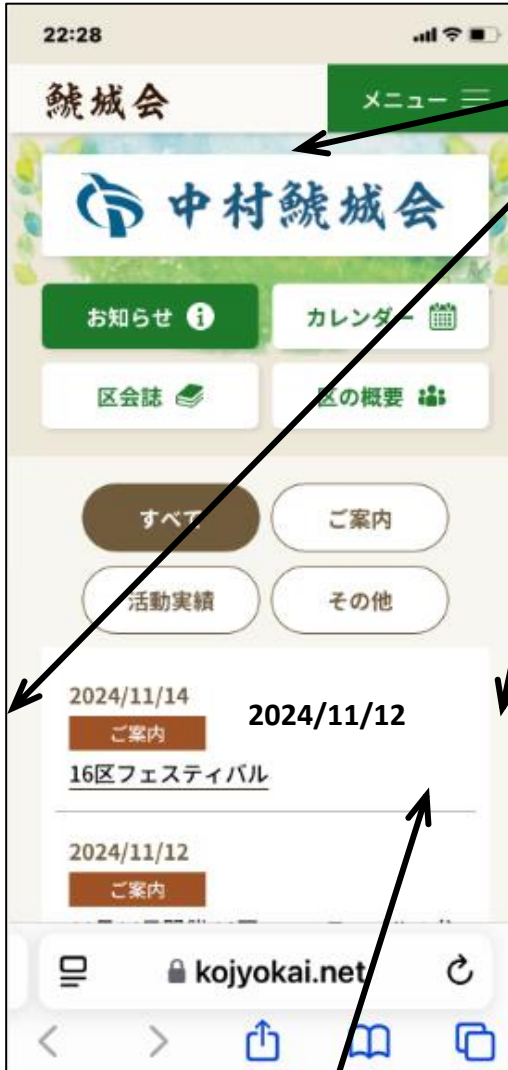 22:28
鯱城会
メニュー
中村鯱城会
お知らせ
カレンダー
区会誌
区の概要
すべて
ご案内
活動実績
その他
2024/11/14
2024/11/12
ご案内
16区フェスティバル
2024/11/12
ご案内
kojyokai.net